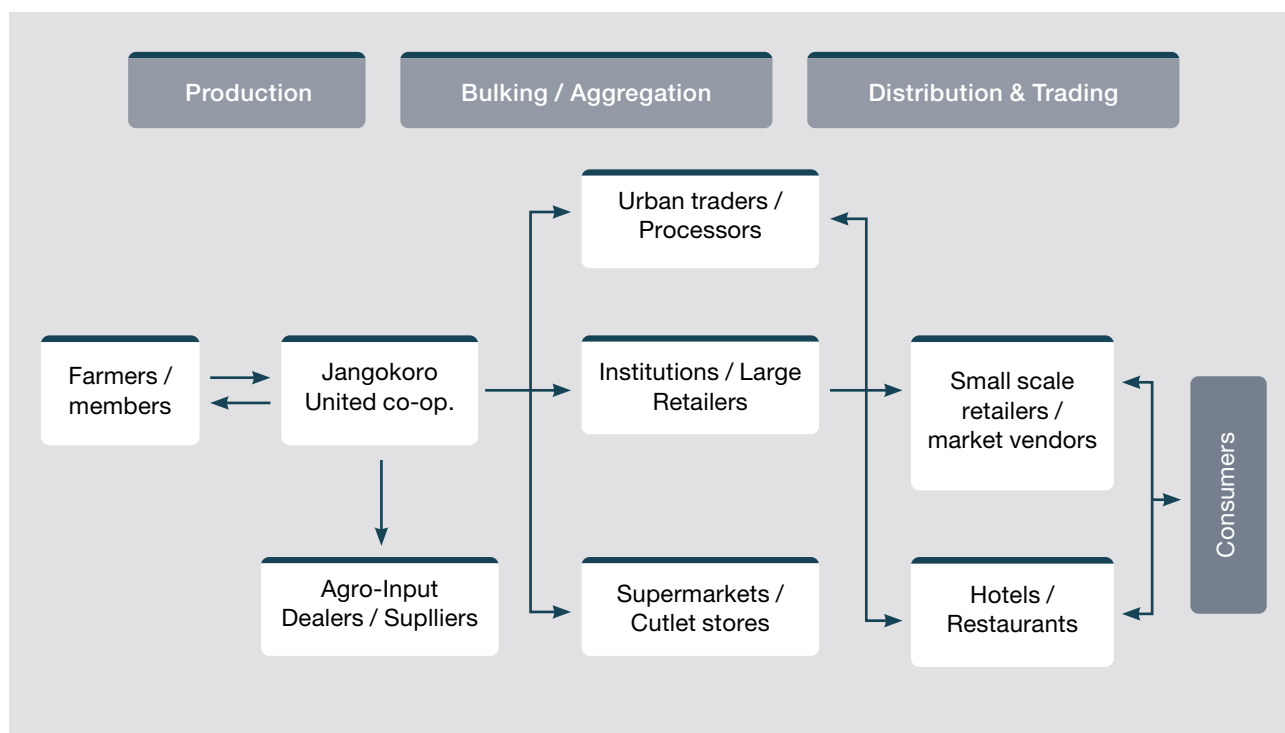 Production
Bulking / Aggregation
Distribution & Trading
Urban traders /
Processors
Farmers /
members
Jangokoro
United co-op.
Institutions / Large
Retailers
Small scale
retailers /
market vendors
Consumers
Agro-Input
Dealers / Suplliers
Supermarkets /
Cutlet stores
Hotels /
Restaurants